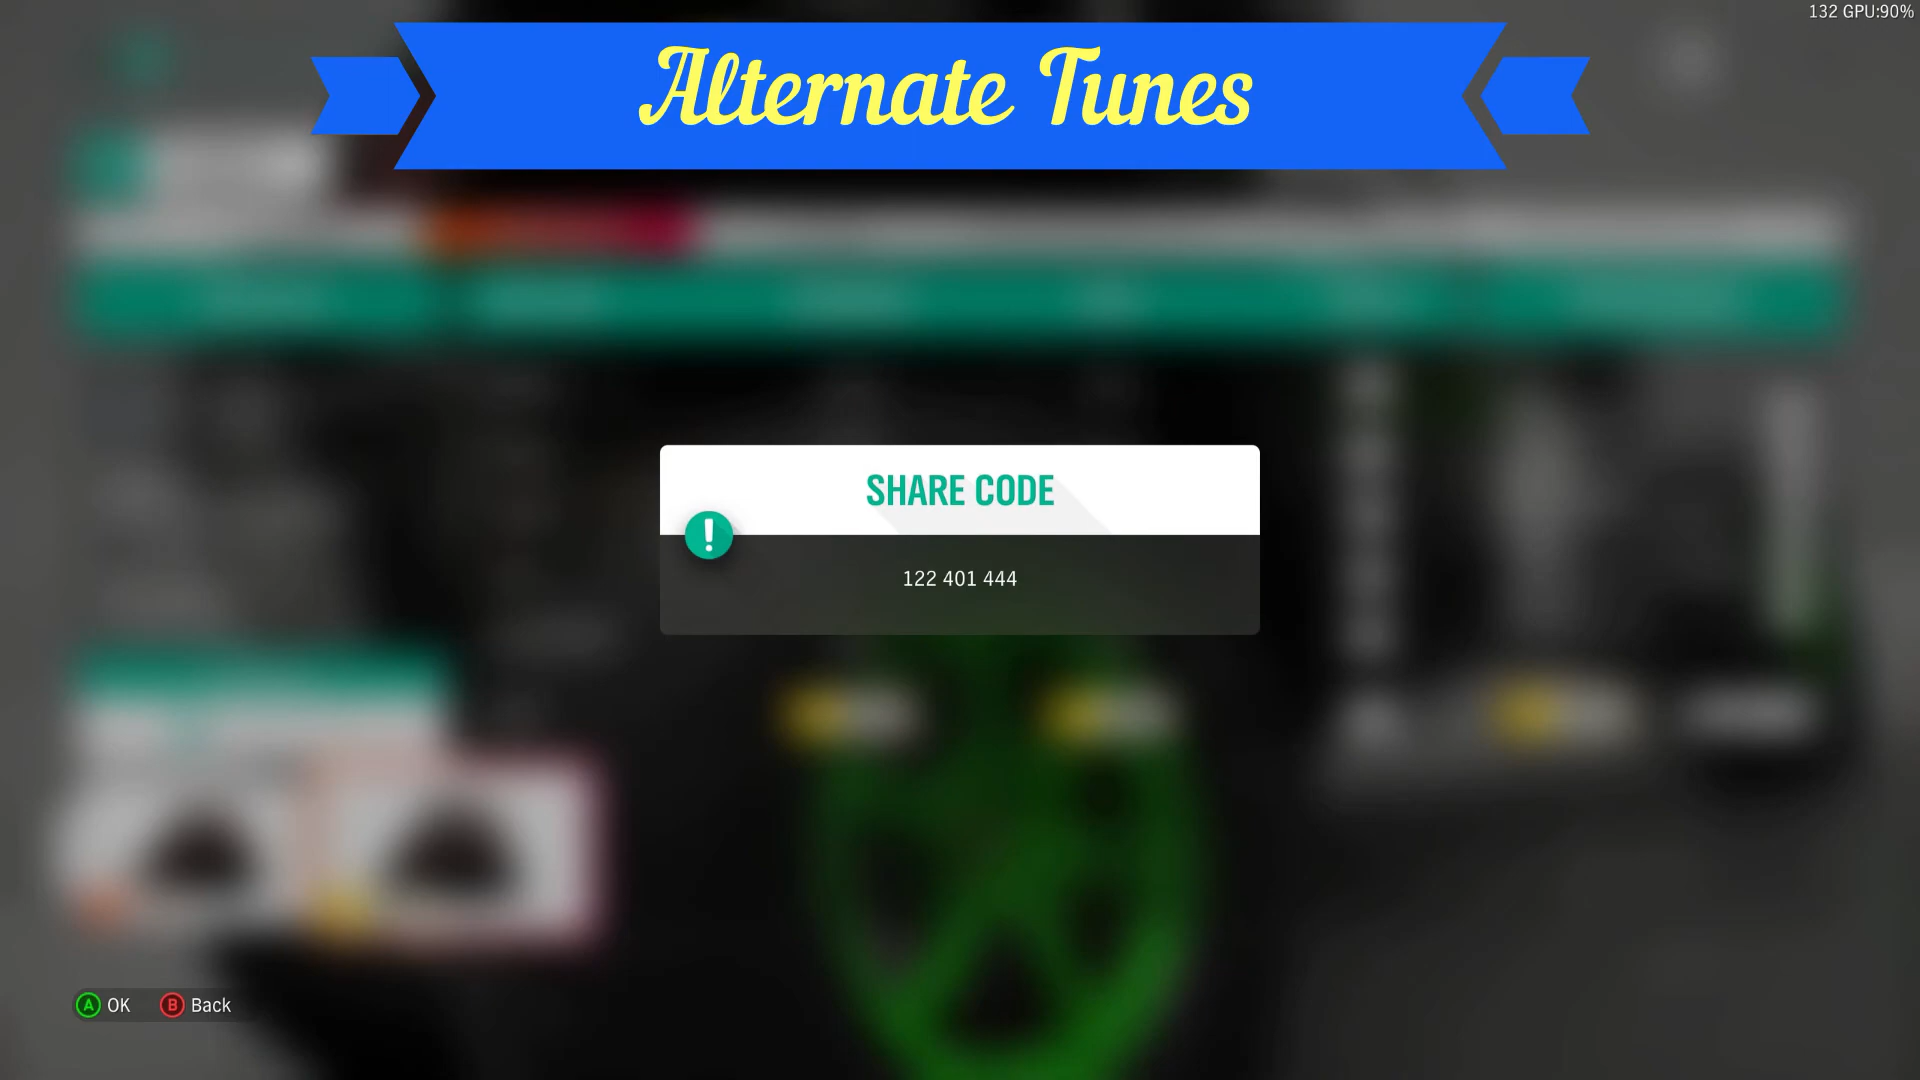 132 GPU:90%
Alternate Tunes
SHARE CODE
122 401 444
A OK B Back